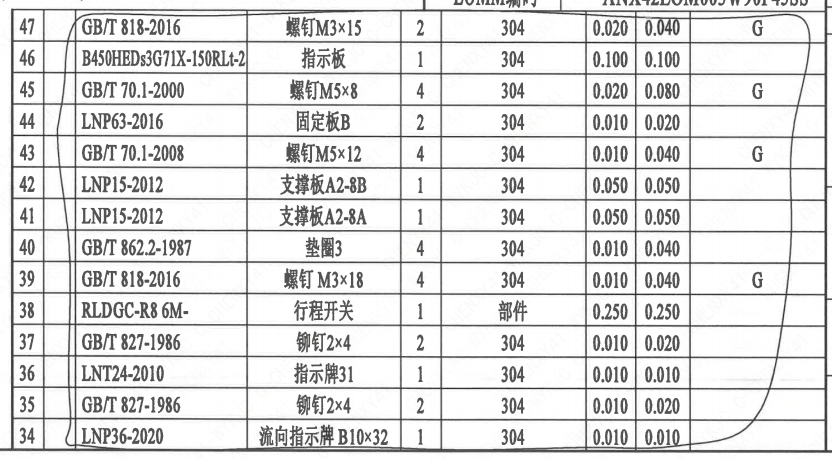 47 GB/T 818-2016 螺钉M3×15 2 304 0.020 0.040 G
46 B450HEDs3G71X-150RLt-2 指示板 1 304 0.100 0.100
45 GB/T 70.1-2000 螺钉M5×8 4 304 0.020 0.080 G
44 LNP63-2016 固定板B 2 304 0.010 0.020
43 GB/T 70.1-2008 螺钉M5×12 4 304 0.010 0.040 G
42 LNP15-2012 支撑板A2-8B 1 304 0.050 0.050
41 LNP15-2012 支撑板A2-8A 1 304 0.050 0.050
40 GB/T 862.2-1987 垫圈3 4 304 0.010 0.040
39 GB/T 818-2016 螺钉 M3×18 4 304 0.010 0.040 G
38 RLDGC-R8 6M- 行程开关 1 部件 0.250 0.250
37 GB/T 827-1986 铆钉2×4 2 304 0.010 0.020
36 LNT24-2010 指示牌31 1 304 0.010 0.010
35 GB/T 827-1986 铆钉2×4 2 304 0.010 0.020
34 LNP36-2020 流向指示牌 B10×32 1 304 0.010 0.010